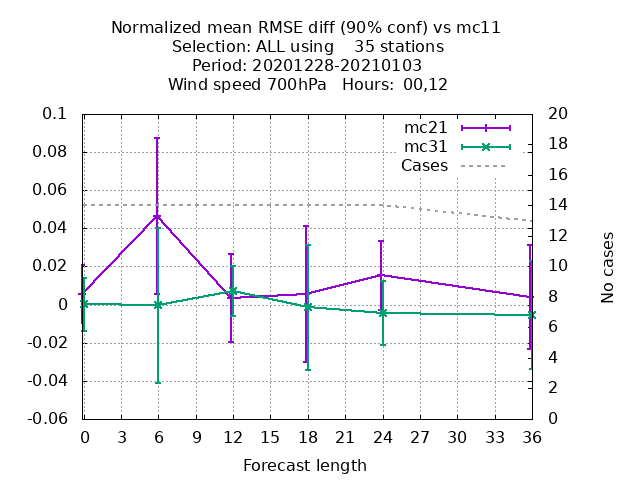 Normalized mean RMSE diff (90% conf) vs mc11
Selection: ALL using    35 stations
Period: 20201228-20210103
Wind speed 700hPa   Hours:  00,12
0.1
0.08
0.06
0.04
0.02
0
-0.02
-0.04
-0.06
mc21
mc31
Cases
20
18
16
14
12
10
8
6
4
2
0
No cases
0 3 6 9 12 15 18 21 24 27 30 33 36
Forecast length